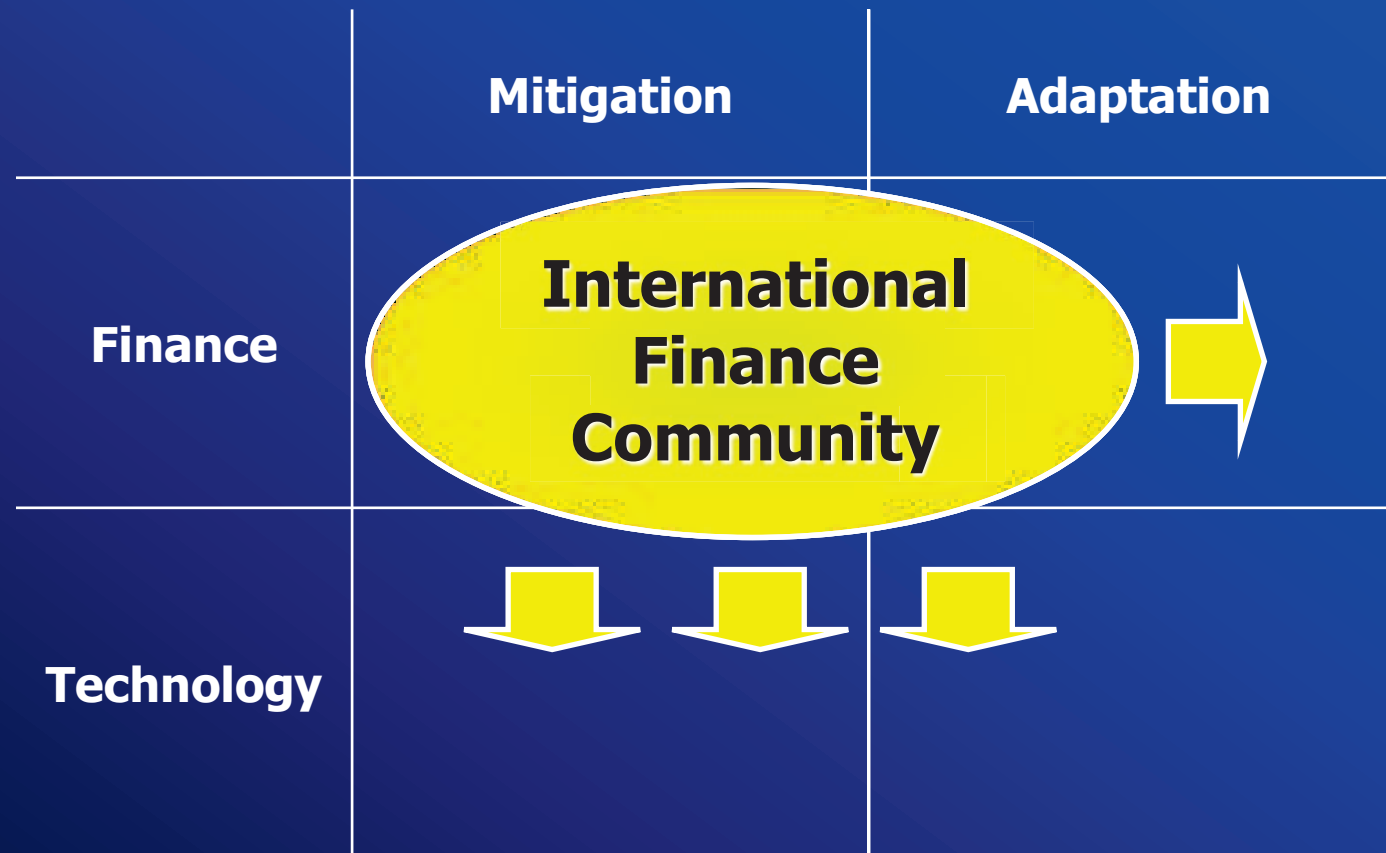 Mitigation
Adaptation
Finance
International
Finance
Community
Technology